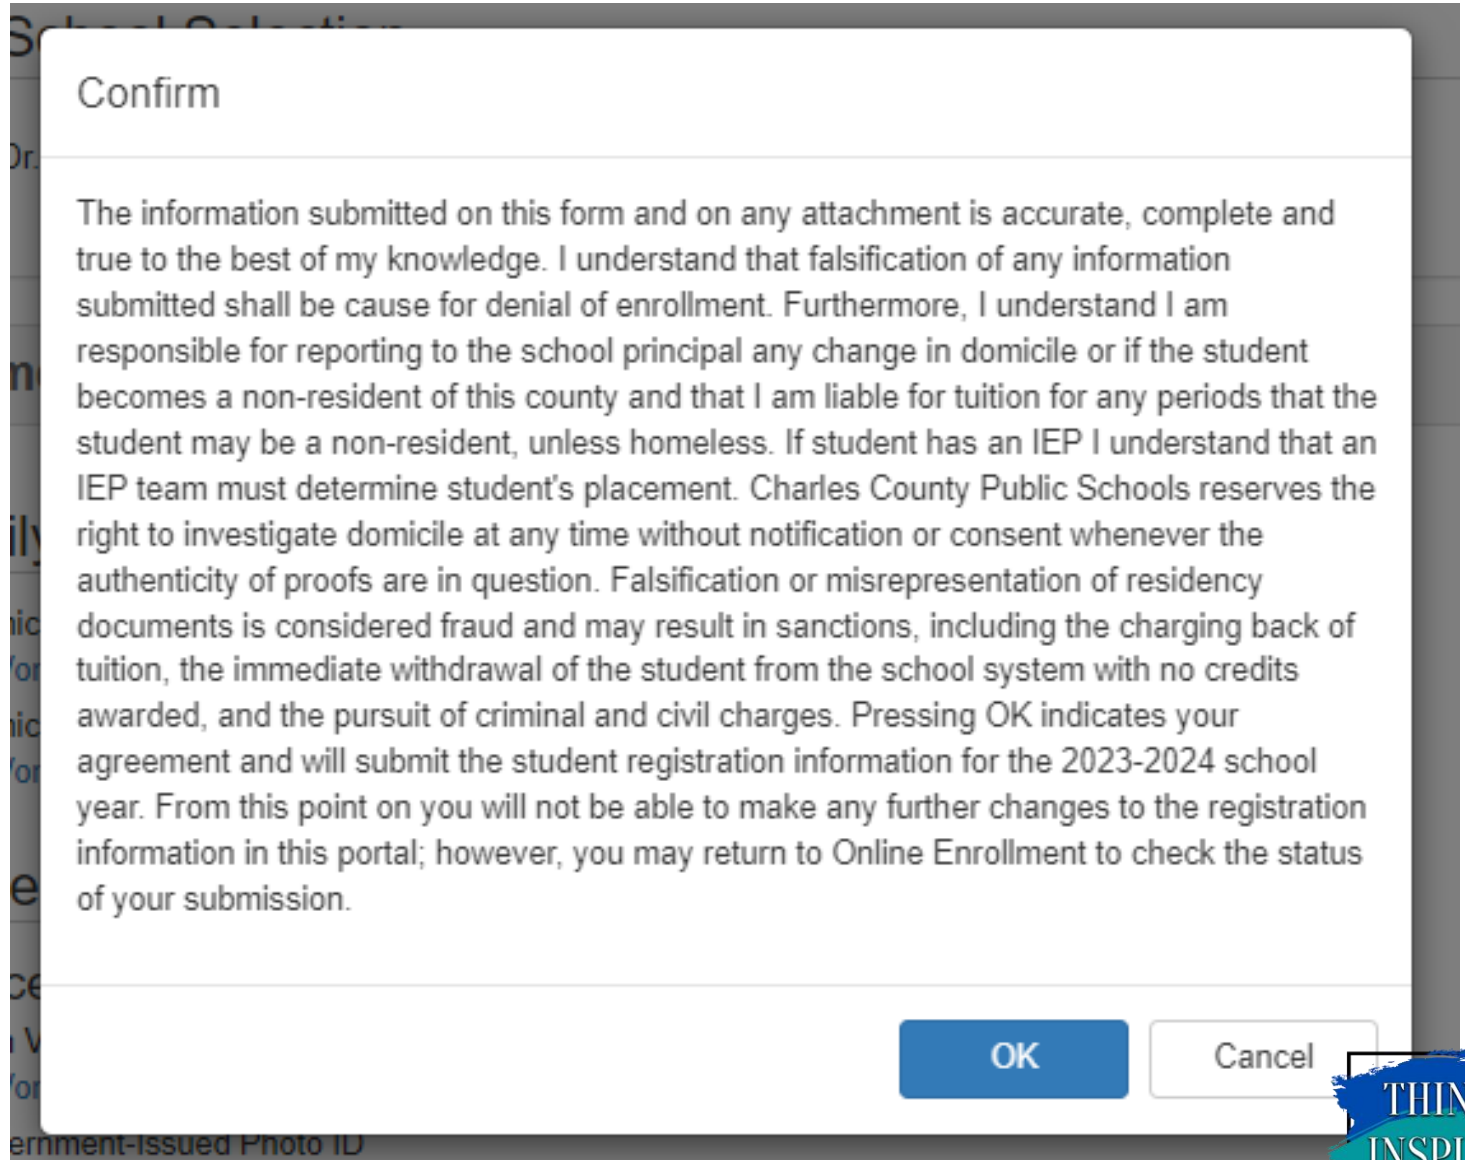 School Selection
Confirm
Dr.
The information submitted on this form and on any attachment is accurate, complete and
true to the best of my knowledge. I understand that falsification of any information
submitted shall be cause for denial of enrollment. Furthermore, I understand I am
responsible for reporting to the school principal any change in domicile or if the student
becomes a non-resident of this county and that I am liable for tuition for any periods that the
student may be a non-resident, unless homeless. If student has an IEP I understand that an
IEP team must determine student's placement. Charles County Public Schools reserves the
right to investigate domicile at any time without notification or consent whenever the
authenticity of proofs are in question. Falsification or misrepresentation of residency
documents is considered fraud and may result in sanctions, including the charging back of
tuition, the immediate withdrawal of the student from the school system with no credits
awarded, and the pursuit of criminal and civil charges. Pressing OK indicates your
agreement and will submit the student registration information for the 2023-2024 school
year. From this point on you will not be able to make any further changes to the registration
information in this portal; however, you may return to Online Enrollment to check the status
of your submission.
OK Cancel
ernment-Issued Photo ID
THIN
INSPI